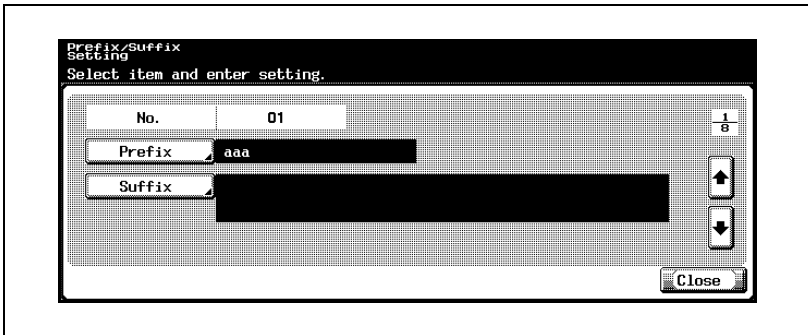 Prefix/Suffix
Setting
Select item and enter setting.
No. 01
1
8
Prefix aaa
Suffix
Close